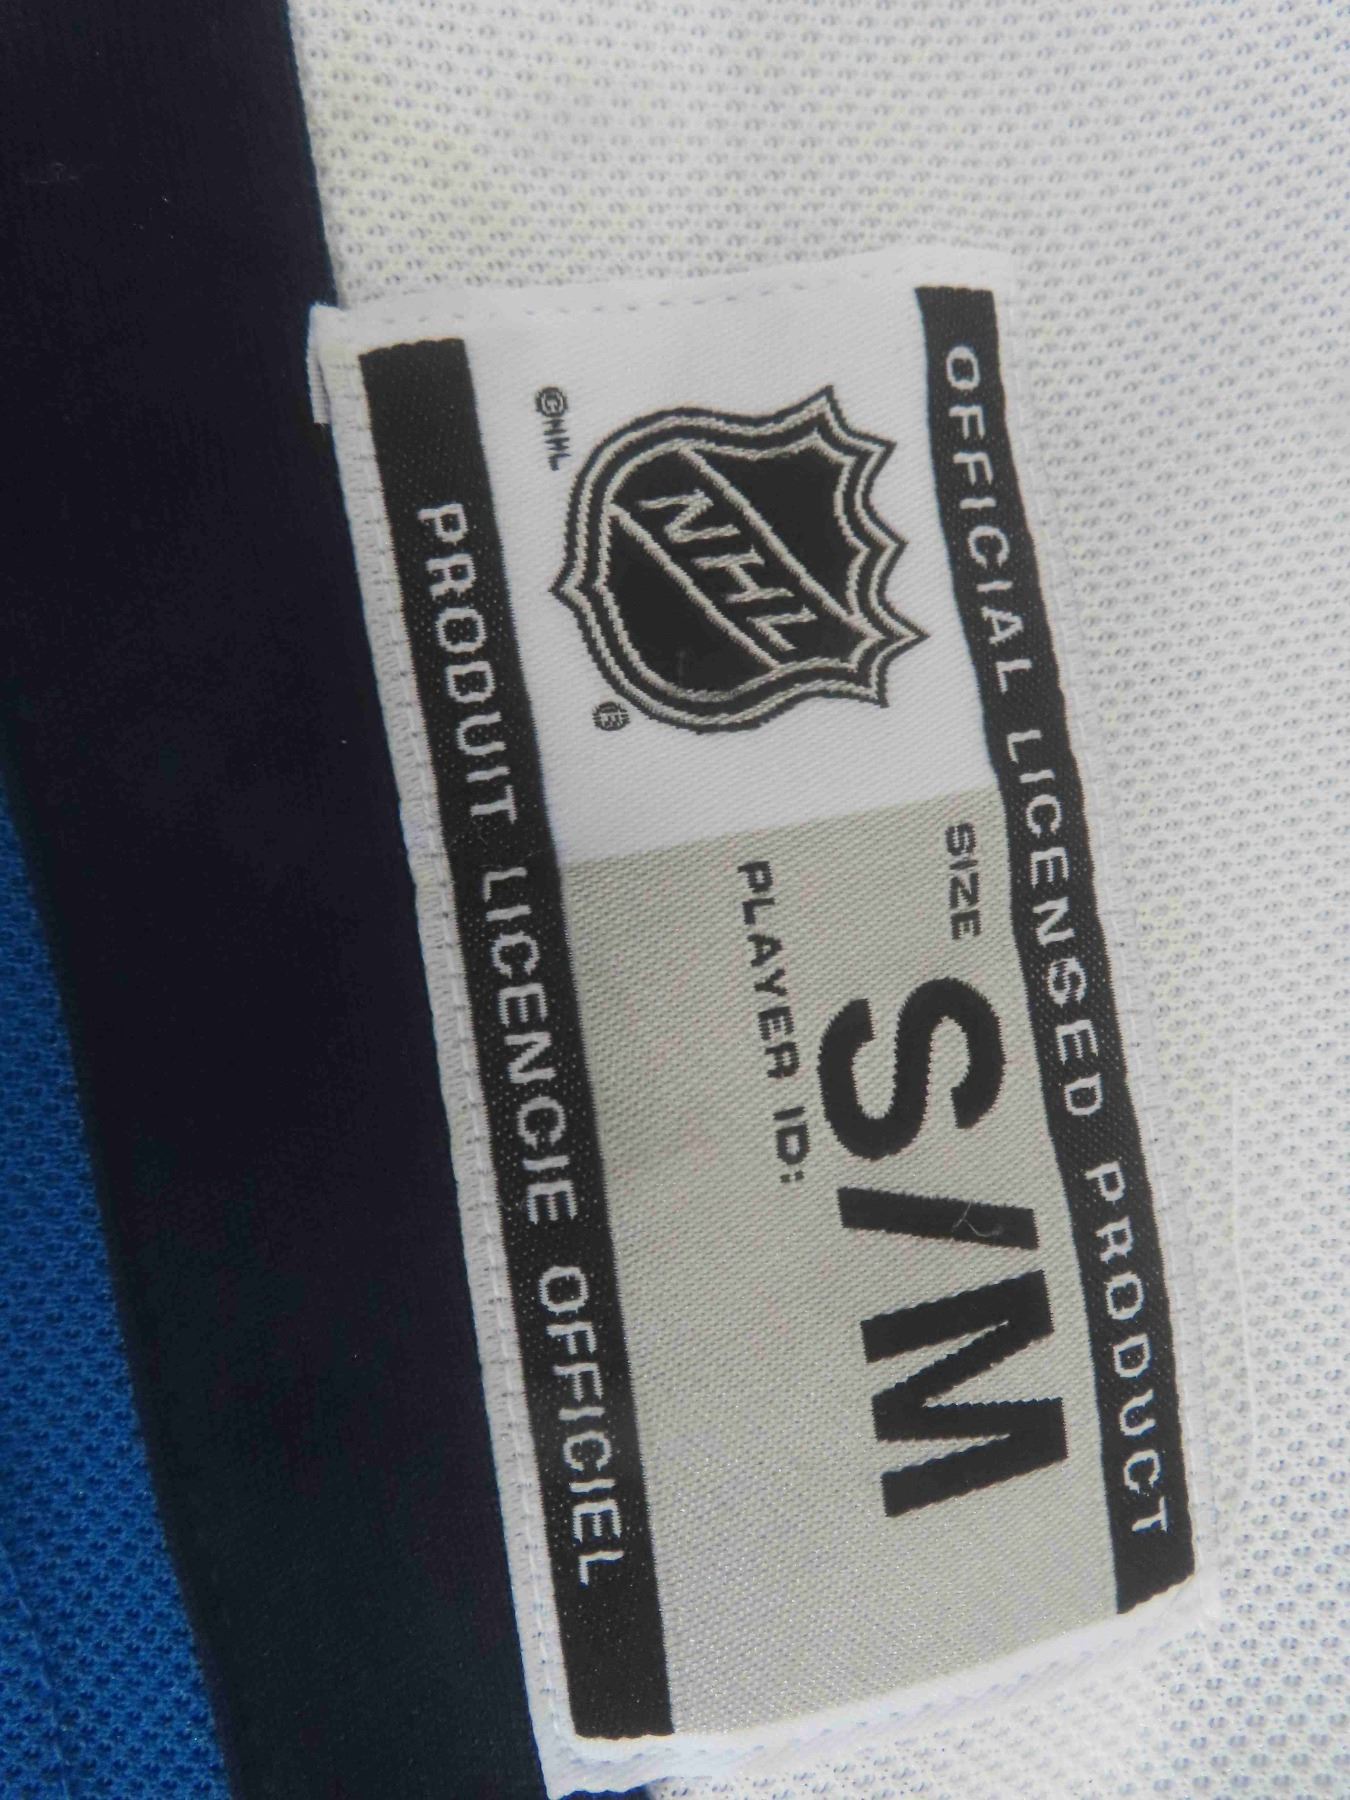 OFFICIAL LICENSED PRODUCT
NHL
©NHL
®
SIZE S/M
PLAYER ID:
PRODUIT LICENCIE OFFICIEL